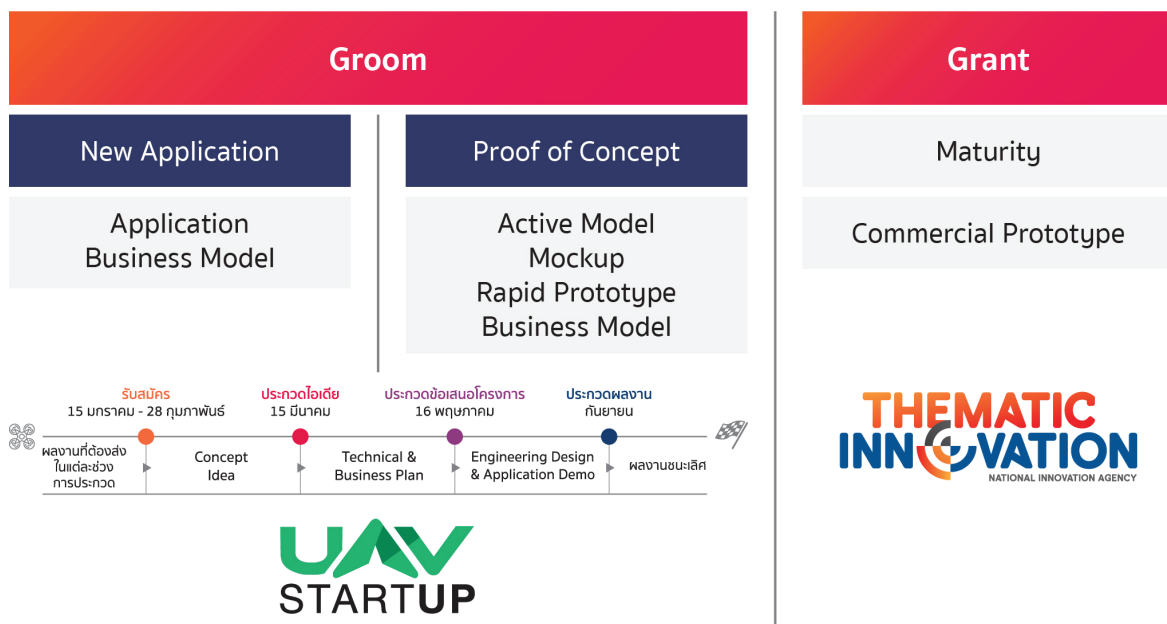 Groom
New Application
Application
Business Model
Proof of Concept
Active Model
Mockup
Rapid Prototype
Business Model
รับสมัคร
15 มกราคม - 28 กุมภาพันธ์
ประกวดไอเดีย
15 มีนาคม
ประกวดข้อเสนอโครงการ
16 พฤษภาคม
ประกวดผลงาน
กันยายน
ผลงานที่ต้องส่ง
ในแต่ละช่วง
การประกวด
Concept
Idea
Technical &
Business Plan
Engineering Design
& Application Demo
ผลงานชนะเลิศ
UAV
STARTUP
Grant
Maturity
Commercial Prototype
THEMATIC
INNOVATION
NATIONAL INNOVATION AGENCY